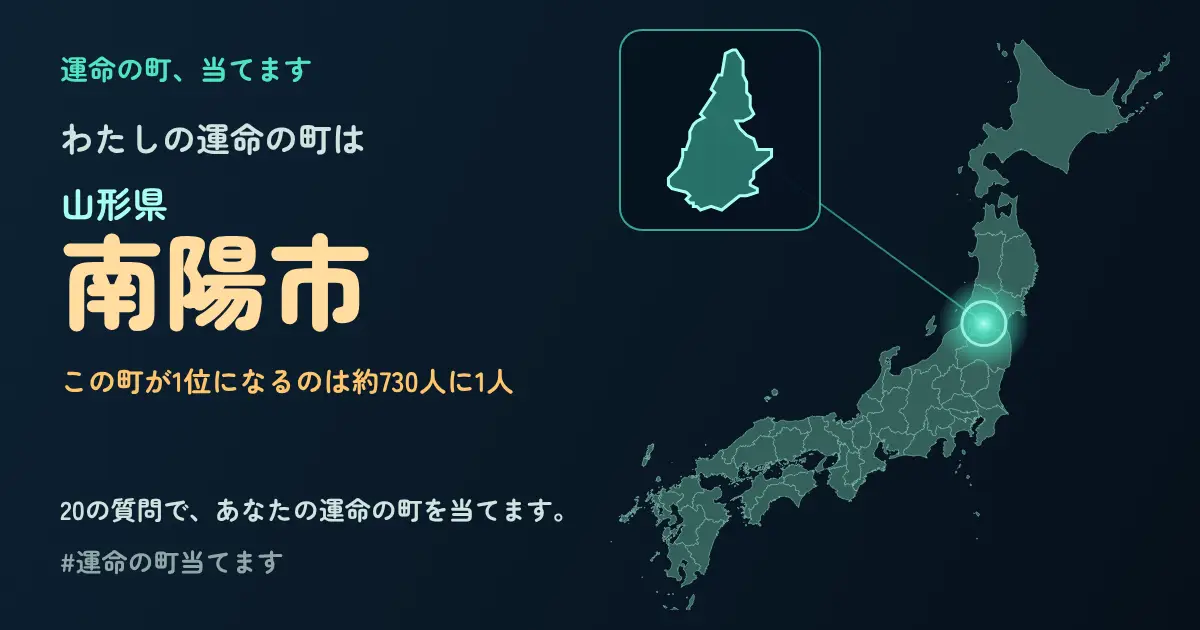 運命の町、当てます
わたしの運命の町は
山形県
南陽市
この町が1位になるのは約730人に1人
20の質問で、あなたの運命の町を当てます。
#運命の町当てます